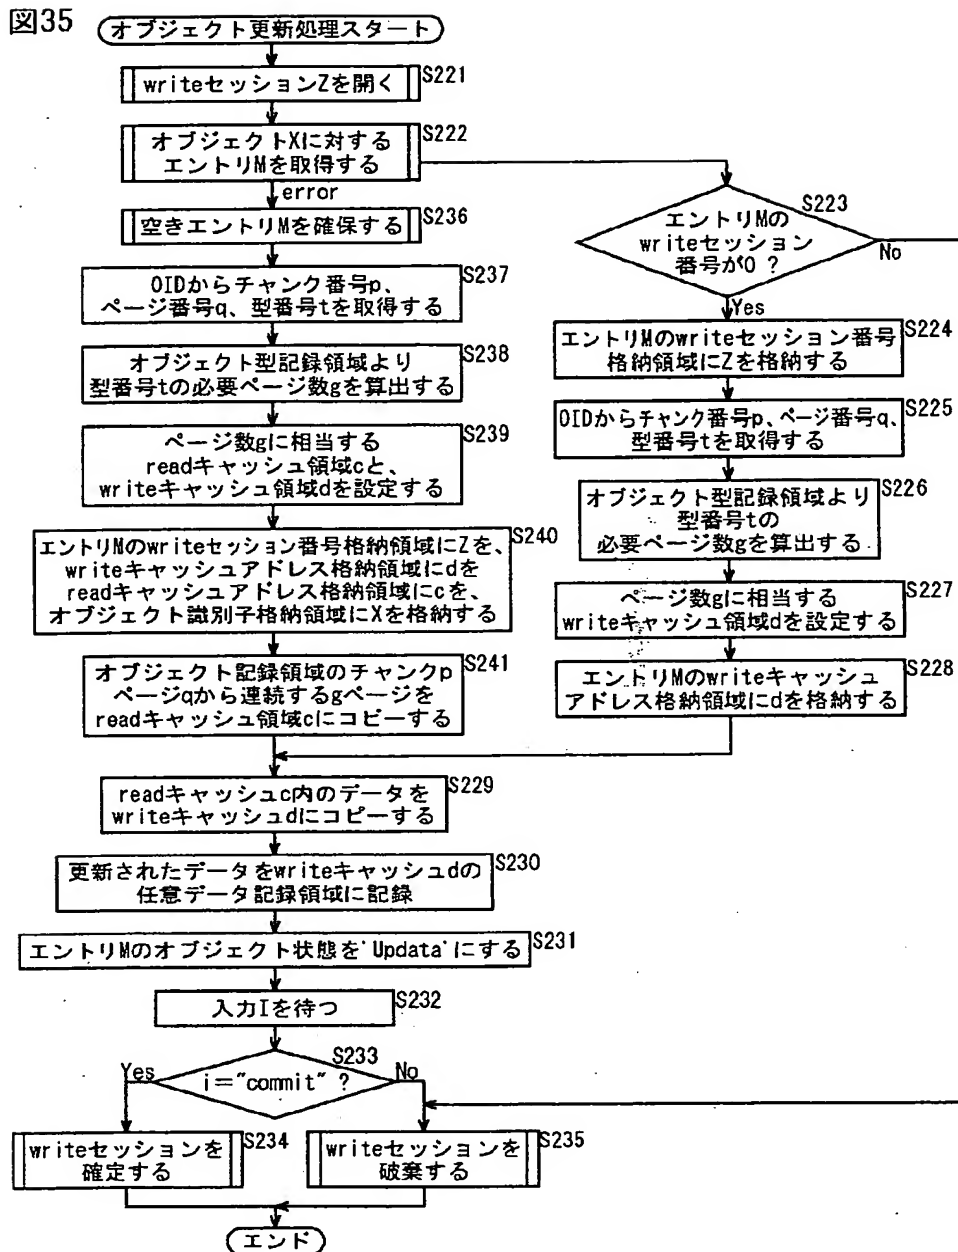 図35
オブジェクト更新処理スタート
writeセッションZを開く
S221
オブジェクトXに対する
エントリMを取得する
S222
error
空きエントリMを確保する
S236
OIDからチャンク番号p、
ページ番号q、型番号tを取得する
S237
オブジェクト型記録領域より
型番号tの必要ページ数gを算出する
S238
ページ数gに相当する
readキャッシュ領域cと、
writeキャッシュ領域dを設定する
S239
エントリMのwriteセッション番号格納領域にZを、
writeキャッシュアドレス格納領域にdを
readキャッシュアドレス格納領域にcを、
オブジェクト識別子格納領域にXを格納する
S240
オブジェクト記録領域のチャンクp
ページqから連続するgページを
readキャッシュ領域cにコピーする
S241
S223
エントリMの
writeセッション
番号が0 ?
No
Yes
エントリMのwriteセッション番号
格納領域にZを格納する
S224
OIDからチャンク番号p、ページ番号q、
型番号tを取得する
S225
オブジェクト型記録領域より
型番号tの
必要ページ数gを算出する
S226
ページ数gに相当する
writeキャッシュ領域dを設定する
S227
エントリMのwriteキャッシュ
アドレス格納領域にdを格納する
S228
readキャッシュc内のデータを
writeキャッシュdにコピーする
S229
更新されたデータをwriteキャッシュdの
任意データ記録領域に記録
S230
エントリMのオブジェクト状態を'Updata'にする
S231
入力Iを待つ
S232
S233
Yes
i="commit" ?
No
writeセッションを
確定する
S234
writeセッションを
破棄する
S235
エンド